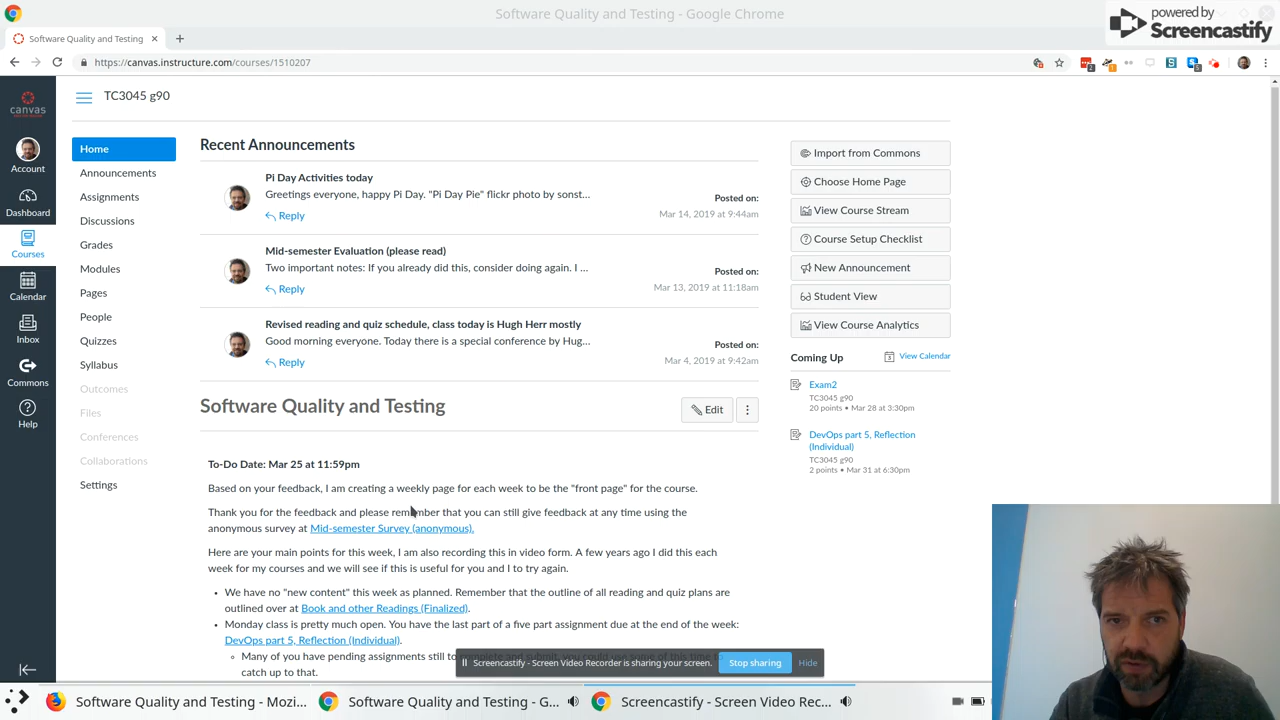 Software Quality and Testing - Google Chrome
powered by
Screencastify
Software Quality and Testing
https://canvas.instructure.com/courses/1510207
canvas
TC3045 g90
Account
Dashboard
Courses
Calendar
Inbox
Commons
Help
Home
Announcements
Assignments
Discussions
Grades
Modules
Pages
People
Quizzes
Syllabus
Outcomes
Files
Conferences
Collaborations
Settings
Recent Announcements
Pi Day Activities today
Greetings everyone, happy Pi Day. "Pi Day Pie" flickr photo by sonst...
Reply
Posted on:
Mar 14, 2019 at 9:44am
Mid-semester Evaluation (please read)
Two important notes: If you already did this, consider doing again. I ...
Reply
Posted on:
Mar 13, 2019 at 11:18am
Revised reading and quiz schedule, class today is Hugh Herr mostly
Good morning everyone. Today there is a special conference by Hug...
Reply
Posted on:
Mar 4, 2019 at 9:42am
Software Quality and Testing
Edit
To-Do Date: Mar 25 at 11:59pm
Based on your feedback, I am creating a weekly page for each week to be the "front page" for the course.
Thank you for the feedback and please remember that you can still give feedback at any time using the
anonymous survey at Mid-semester Survey (anonymous).
Here are your main points for this week, I am also recording this in video form. A few years ago I did this each
week for my courses and we will see if this is useful for you and I to try again.
We have no "new content" this week as planned. Remember that the outline of all reading and quiz plans are
outlined over at Book and other Readings (Finalized).
Monday class is pretty much open. You have the last part of a five part assignment due at the end of the week:
DevOps part 5, Reflection (Individual).
Many of you have pending assignments still to
catch up to that.
Import from Commons
Choose Home Page
View Course Stream
Course Setup Checklist
New Announcement
Student View
View Course Analytics
Coming Up
View Calendar
Exam2
TC3045 g90
20 points • Mar 28 at 3:30pm
DevOps part 5, Reflection
(Individual)
TC3045 g90
2 points • Mar 31 at 6:30pm
Screencastify - Screen Video Recorder is sharing your screen.
Stop sharing
Hide
Software Quality and Testing - Mozi...
Software Quality and Testing - G...
Screencastify - Screen Video Rec...